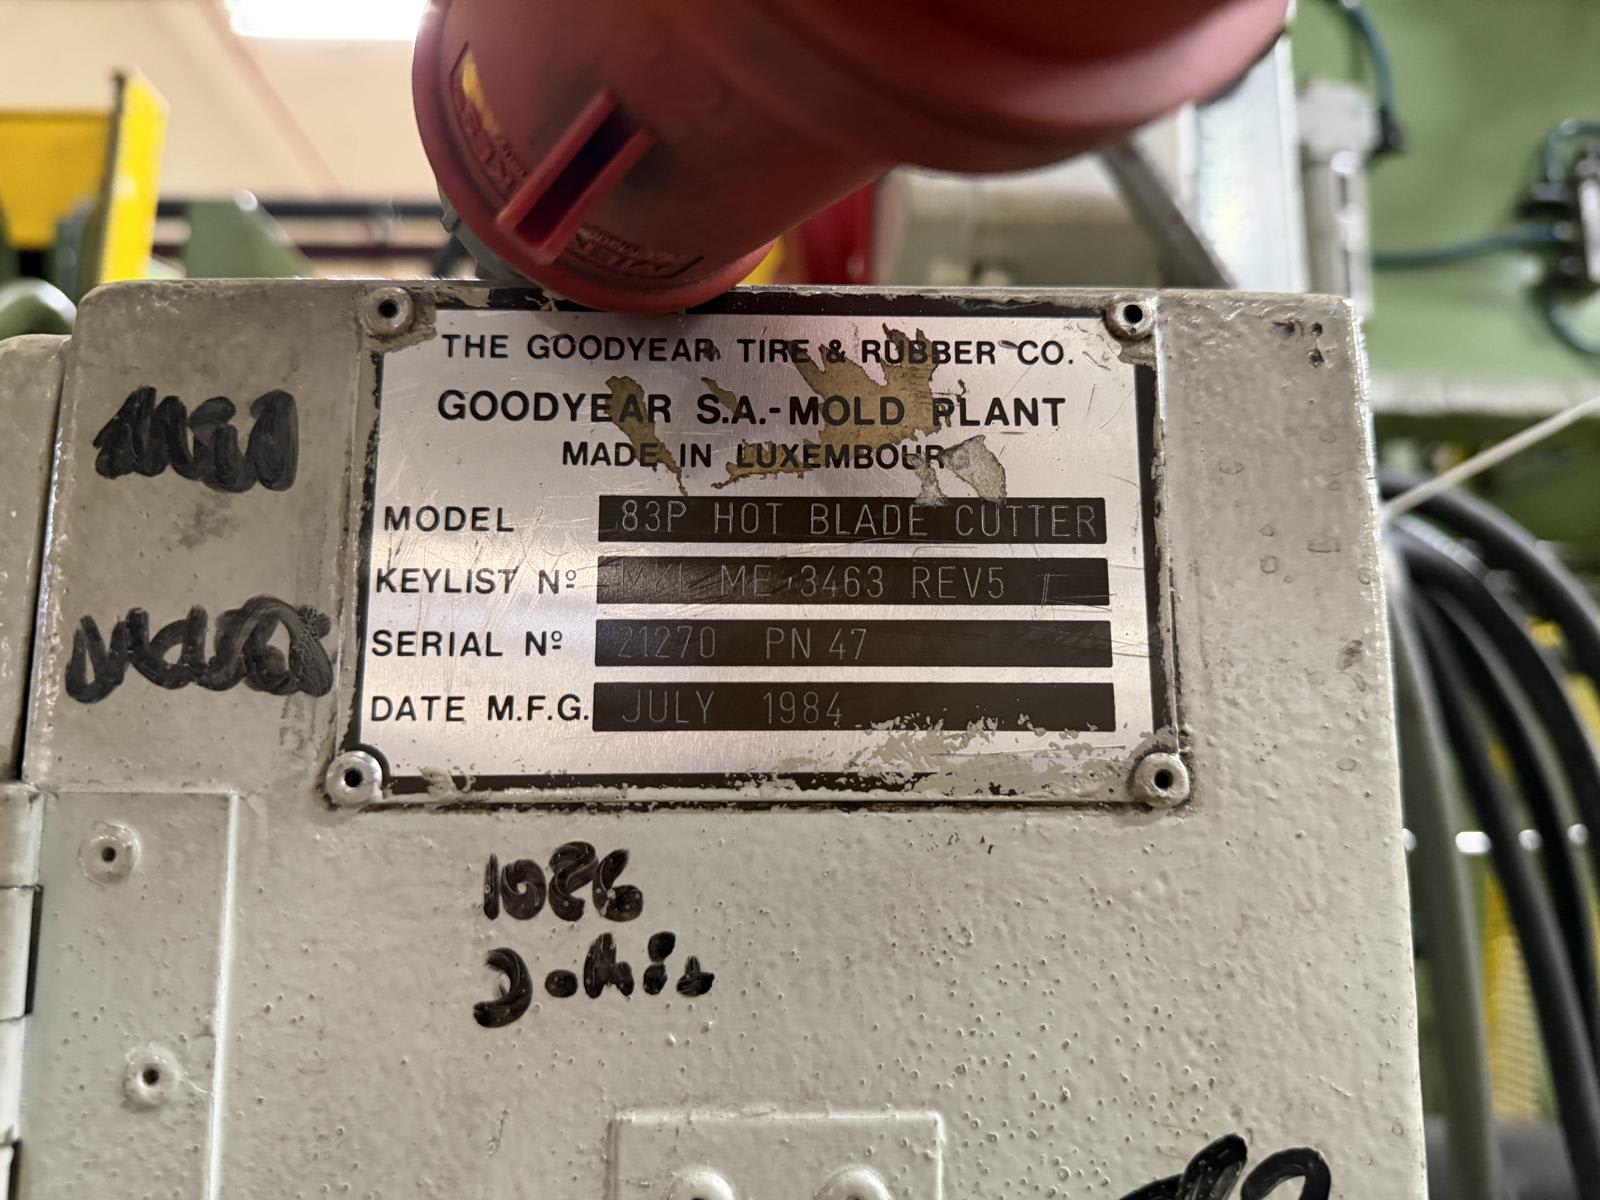 THE GOODYEAR TIRE & RUBBER CO.
GOODYEAR S.A.-MOLD PLANT
MADE IN LUXEMBOURG
MODEL 83P HOT BLADE CUTTER
KEYLIST Nº ME-3463 REV5
SERIAL Nº 21270 PN 47
DATE M.F.G. JULY 1984